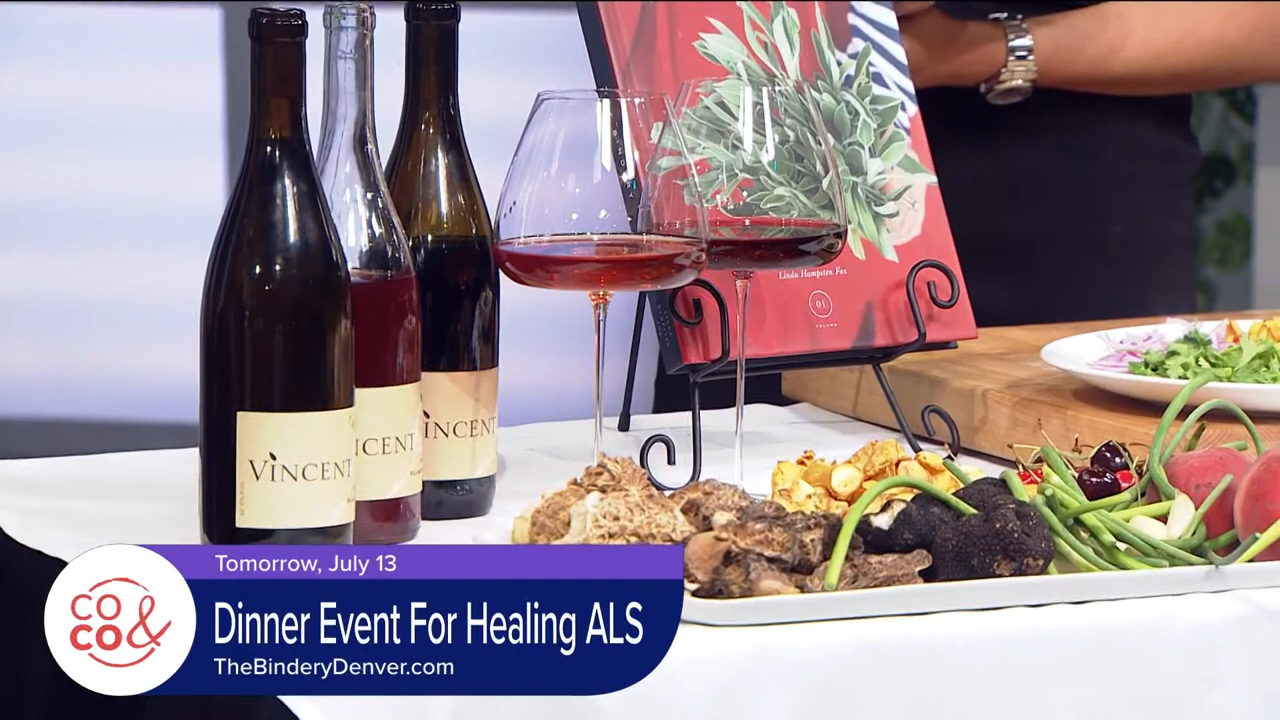 VINCENT
INCENT
VINCENT
Linda Hampsten Fox
01
VOLUME
Tomorrow, July 13
CO
CO&
Dinner Event For Healing ALS
TheBinderyDenver.com